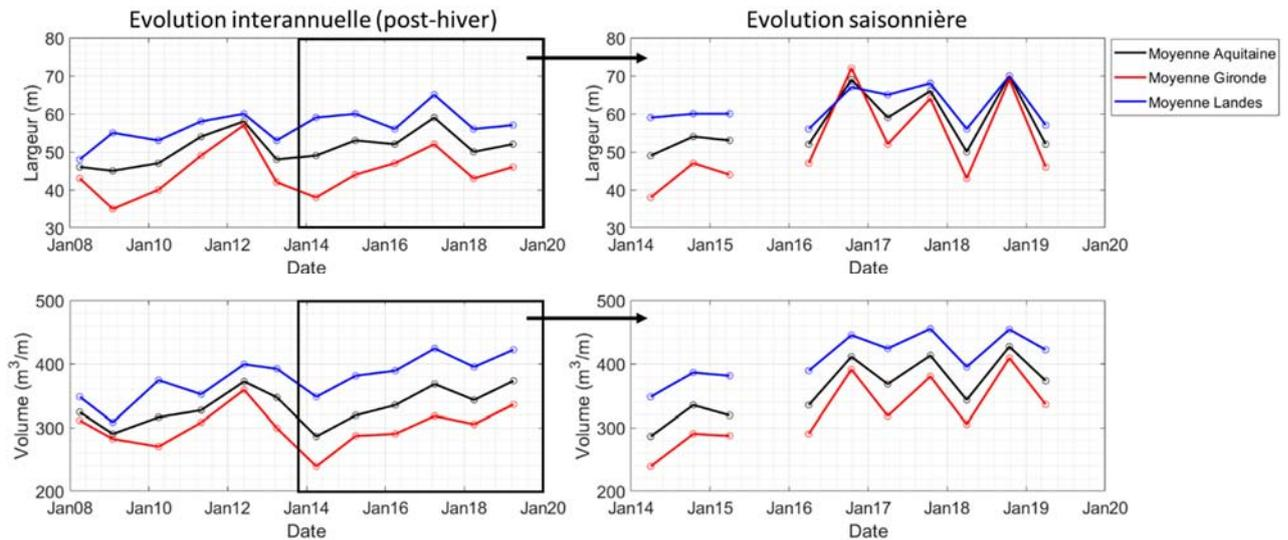 Evolution interannuelle (post-hiver)
Evolution saisonnière
80
70
60
50
40
30
Largeur (m)
Jan08 Jan10 Jan12 Jan14 Jan16 Jan18 Jan20
Date
80
70
60
50
40
30
Largeur (m)
Jan14 Jan15 Jan16 Jan17 Jan18 Jan19 Jan20
Date
Moyenne Aquitaine
Moyenne Gironde
Moyenne Landes
500
400
300
200
Volume (m³/m)
Jan08 Jan10 Jan12 Jan14 Jan16 Jan18 Jan20
Date
500
400
300
200
Volume (m³/m)
Jan14 Jan15 Jan16 Jan17 Jan18 Jan19 Jan20
Date